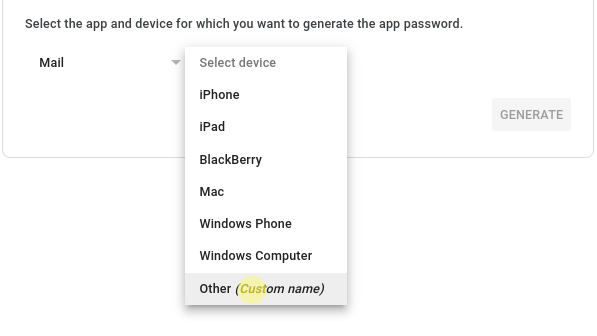 Select the app and device for which you want to generate the app password.
Mail
Select device
iPhone
iPad
GENERATE
BlackBerry
Mac
Windows Phone
Windows Computer
Other (Custom name)